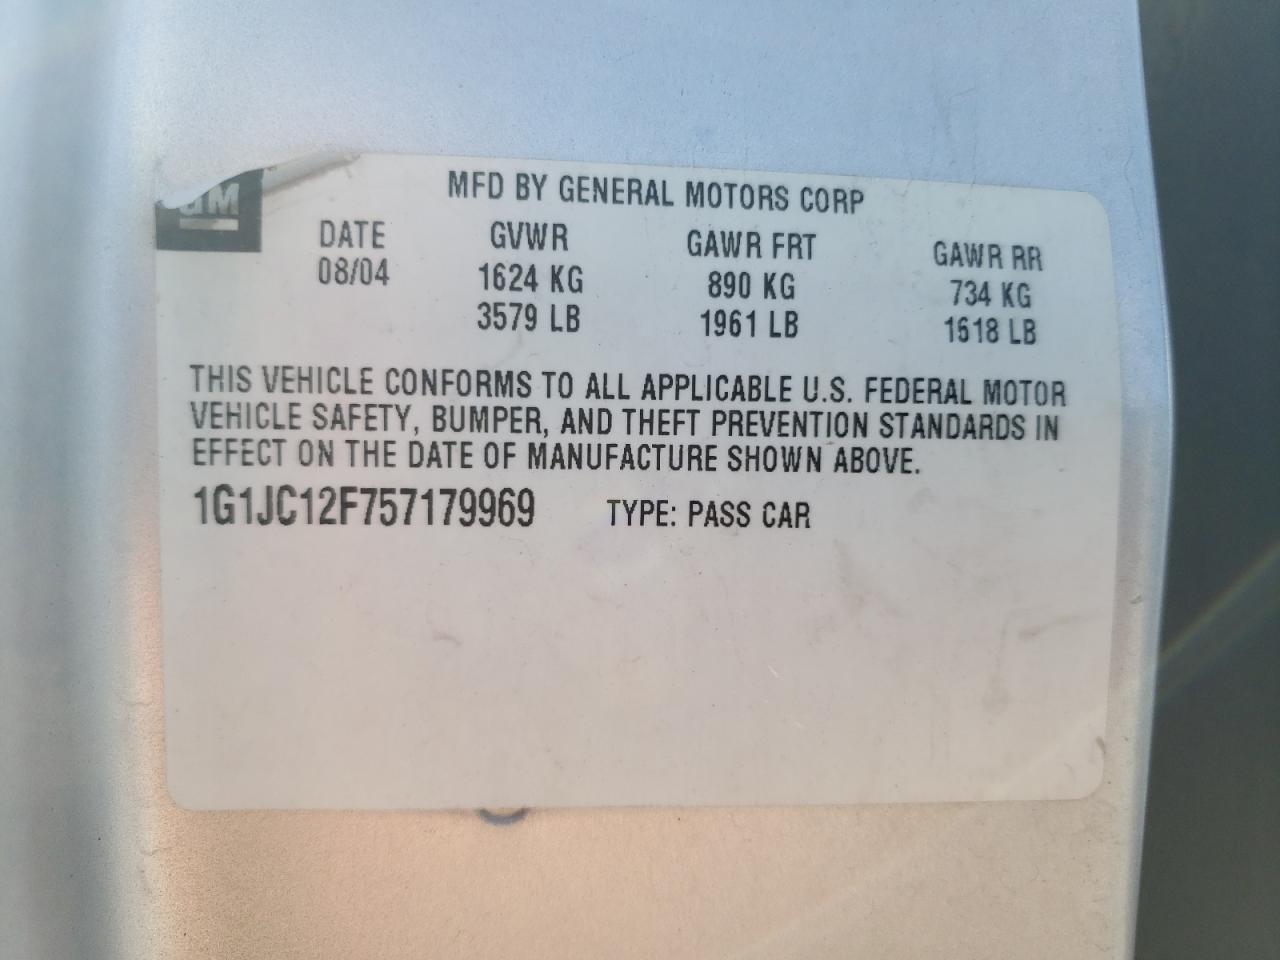 GM
MFD BY GENERAL MOTORS CORP
DATE GVWR GAWR FRT GAWR RR
08/04 1624 KG 890 KG 734 KG
3579 LB 1961 LB 1618 LB
THIS VEHICLE CONFORMS TO ALL APPLICABLE U.S. FEDERAL MOTOR
VEHICLE SAFETY, BUMPER, AND THEFT PREVENTION STANDARDS IN
EFFECT ON THE DATE OF MANUFACTURE SHOWN ABOVE.
1G1JC12F757179969 TYPE: PASS CAR